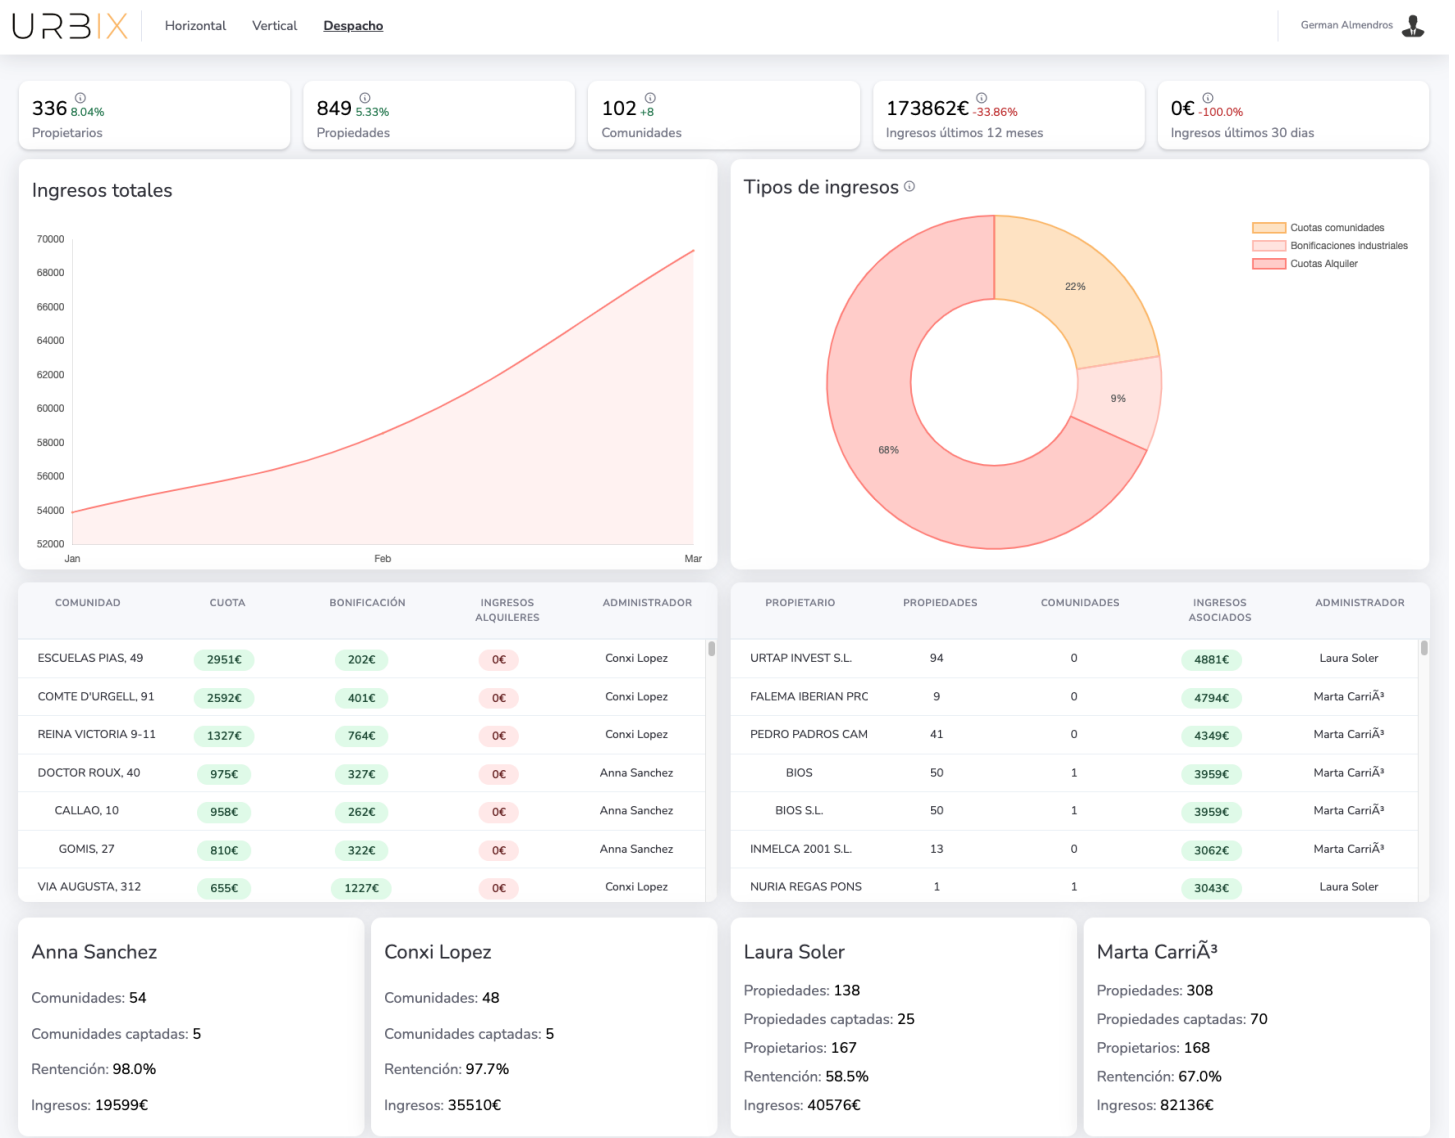 URBIX
Horizontal Vertical Despacho
German Almendros
336 8.04%
Propietarios
849 5.33%
Propiedades
102 +8
Comunidades
173862€ -33.86%
Ingresos últimos 12 meses
0€ -100.0%
Ingresos últimos 30 dias
Ingresos totales
70000
68000
66000
64000
62000
60000
58000
56000
54000
52000
Jan Feb Mar
Tipos de ingresos
Cuotas comunidades
Bonificaciones industriales
Cuotas Alquiler
22%
9%
68%
COMUNIDAD CUOTA BONIFICACIÓN INGRESOS ALQUILERES ADMINISTRADOR
ESCUELAS PIAS, 49 2951€ 202€ 0€ Conxi Lopez
COMTE D'URGELL, 91 2592€ 401€ 0€ Conxi Lopez
REINA VICTORIA 9-11 1327€ 764€ 0€ Conxi Lopez
DOCTOR ROUX, 40 975€ 327€ 0€ Anna Sanchez
CALLAO, 10 958€ 262€ 0€ Anna Sanchez
GOMIS, 27 810€ 322€ 0€ Anna Sanchez
VIA AUGUSTA, 312 655€ 1227€ 0€ Conxi Lopez
PROPIETARIO PROPIEDADES COMUNIDADES INGRESOS ASOCIADOS ADMINISTRADOR
URTAP INVEST S.L. 94 0 4881€ Laura Soler
FALEMA IBERIAN PRC 9 0 4794€ Marta CarriÃ³
PEDRO PADROS CAM 41 0 4349€ Marta CarriÃ³
BIOS 50 1 3959€ Marta CarriÃ³
BIOS S.L. 50 1 3959€ Marta CarriÃ³
INMELCA 2001 S.L. 13 0 3062€ Marta CarriÃ³
NURIA REGAS PONS 1 1 3043€ Laura Soler
Anna Sanchez
Comunidades: 54
Comunidades captadas: 5
Rentención: 98.0%
Ingresos: 19599€
Conxi Lopez
Comunidades: 48
Comunidades captadas: 5
Rentención: 97.7%
Ingresos: 35510€
Laura Soler
Propiedades: 138
Propiedades captadas: 25
Propietarios: 167
Rentención: 58.5%
Ingresos: 40576€
Marta CarriÃ³
Propiedades: 308
Propiedades captadas: 70
Propietarios: 168
Rentención: 67.0%
Ingresos: 82136€